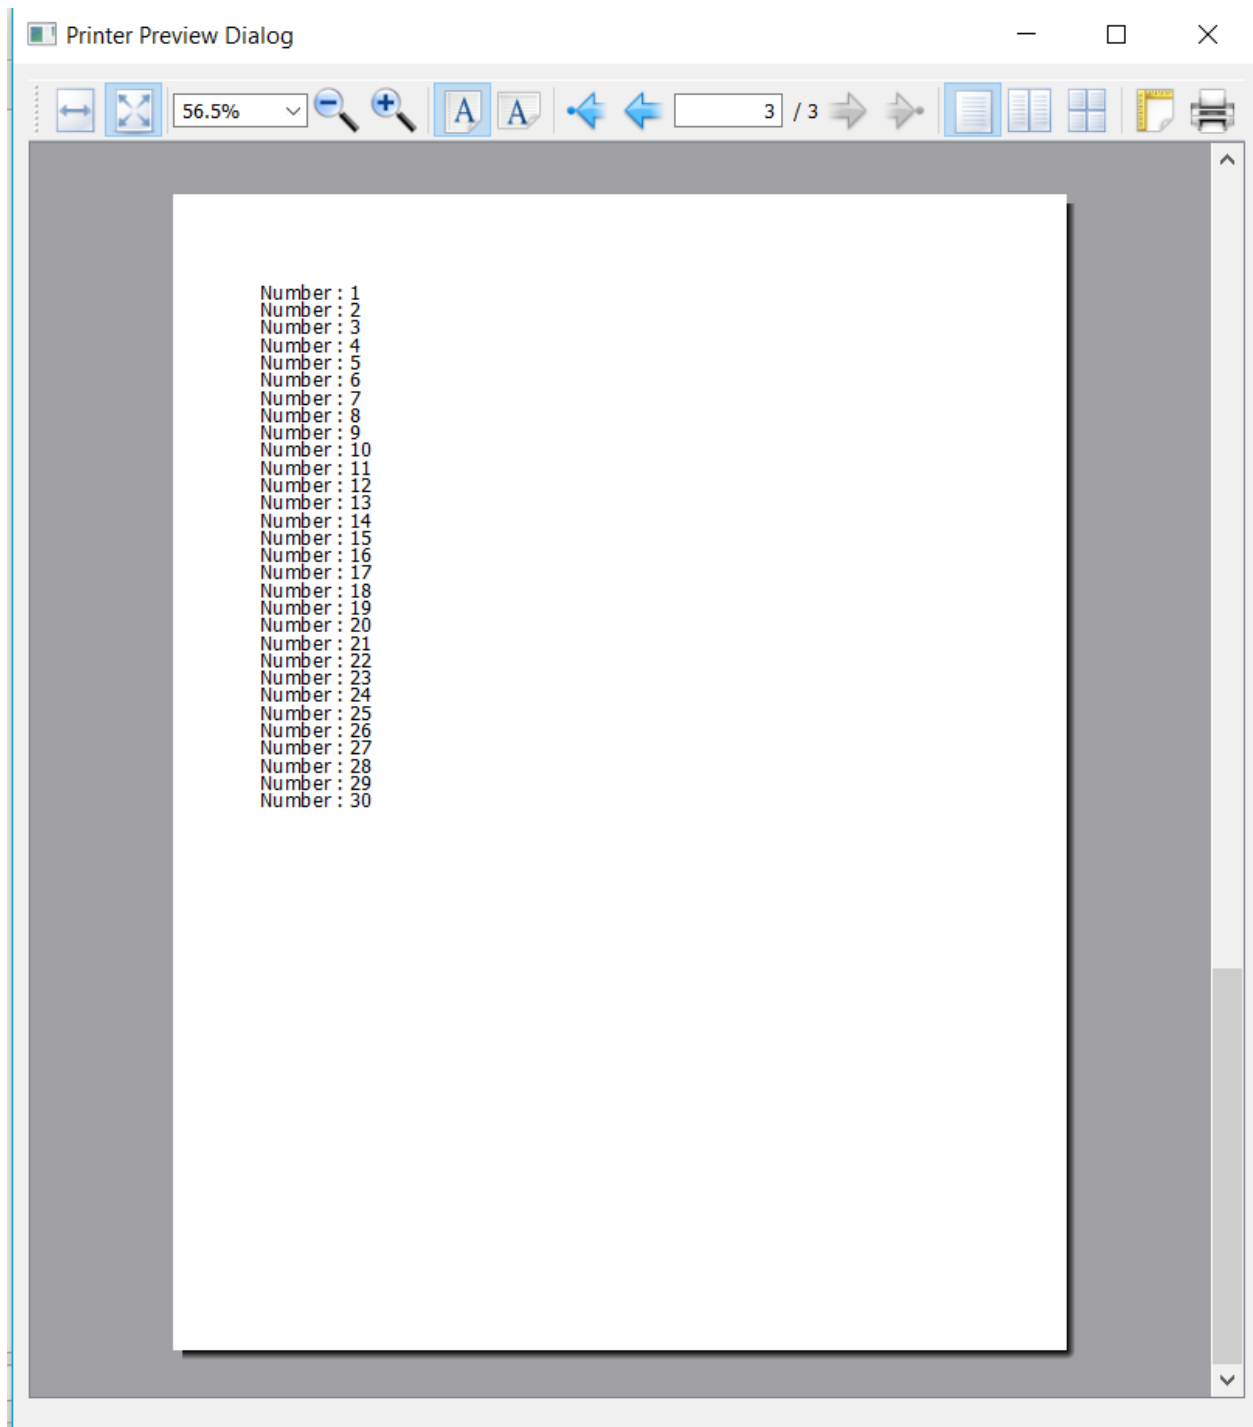 Printer Preview Dialog
56.5%
A
A
3 / 3
Number : 1
Number : 2
Number : 3
Number : 4
Number : 5
Number : 6
Number : 7
Number : 8
Number : 9
Number : 10
Number : 11
Number : 12
Number : 13
Number : 14
Number : 15
Number : 16
Number : 17
Number : 18
Number : 19
Number : 20
Number : 21
Number : 22
Number : 23
Number : 24
Number : 25
Number : 26
Number : 27
Number : 28
Number : 29
Number : 30